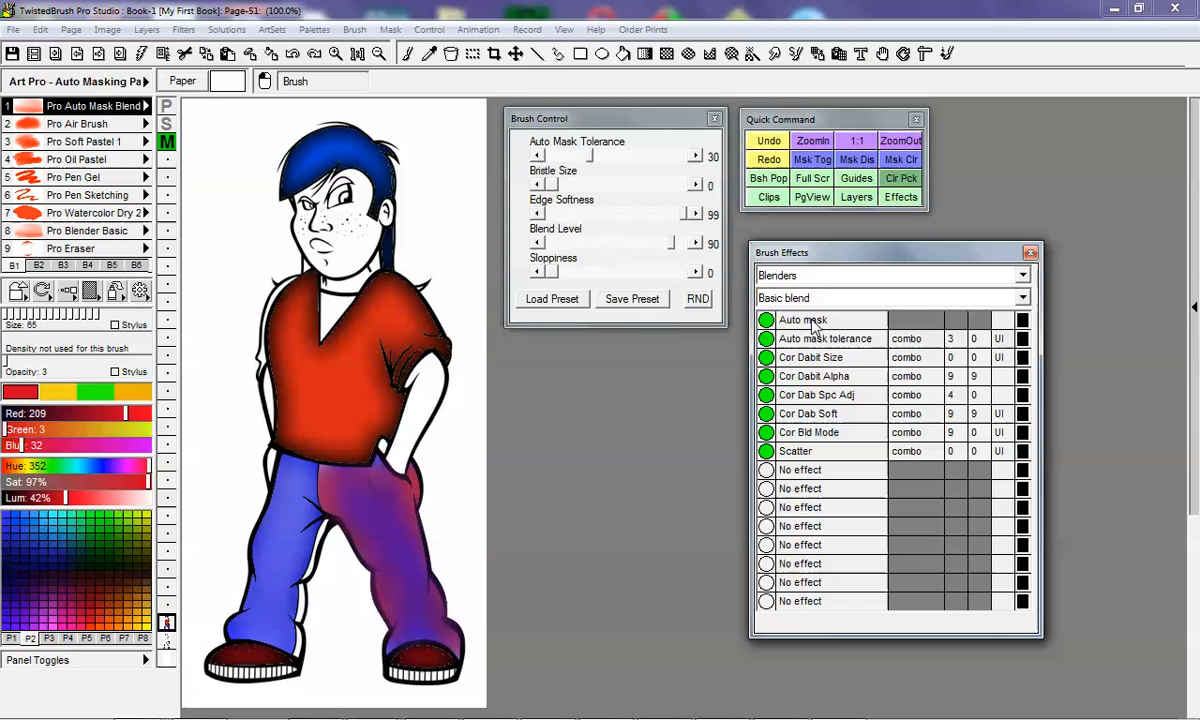 TwistedBrush Pro Studio: Book-1 [My First Book]: Page-51: (100.0%)
File Edit Book Page Image Layers Filters Solutions ArtSets Palettes Brush Mask Control Animation Record View Help Order Prints
Art Pro - Auto Masking Pa
Paper
Brush
1 Pro Auto Mask Blend
2 Pro Air Brush
3 Pro Soft Pastel 1
4 Pro Oil Pastel
5 Pro Pen Gel
6 Pro Pen Sketching
7 Pro Watercolor Dry 2
8 Pro Blender Basic
9 Pro Eraser
P
S
M
B1 B2 B3 B4 B5 B6
Size: 65
Stylus
Density not used for this brush
Opacity: 3
Stylus
Red: 209
Green: 3
Blu: 32
Hue: 352
Sat: 97%
Lum: 42%
P1 P2 P3 P4 P5 P6 P7 P8
Panel Toggles
Brush Control
Auto Mask Tolerance
30
Bristle Size
0
Edge Softness
99
Blend Level
90
Sloppiness
0
Load Preset
Save Preset
RND
Quick Command
Undo ZoomIn 1:1 ZoomOut
Redo Msk Tog Msk Dis Msk Clr
Bsh Pop Full Scr Guides Clr Pck
Clips PgView Layers Effects
Brush Effects
Blenders
Basic blend
Auto mask
Auto mask tolerance combo 3 0 UI
Cor Dabit Size combo 0 0 UI
Cor Dabit Alpha combo 9 9
Cor Dab Spc Adj combo 4 0
Cor Dab Soft combo 9 9 UI
Cor Bld Mode combo 9 0 UI
Scatter combo 0 0 UI
No effect
No effect
No effect
No effect
No effect
No effect
No effect
No effect